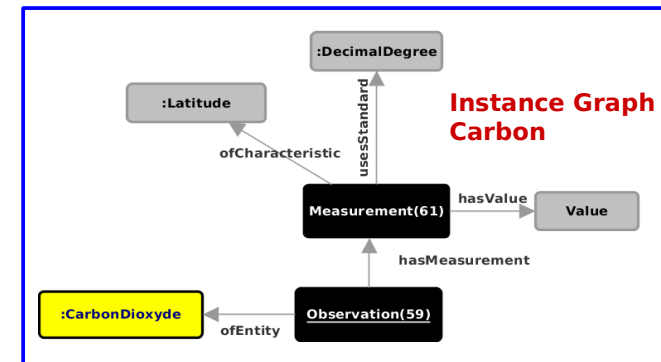 :DecimalDegree
Instance Graph
Carbon
:Latitude
usesStandard
ofCharacteristic
Measurement(61)
hasValue
Value
hasMeasurement
:CarbonDioxyde
ofEntity
Observation(59)